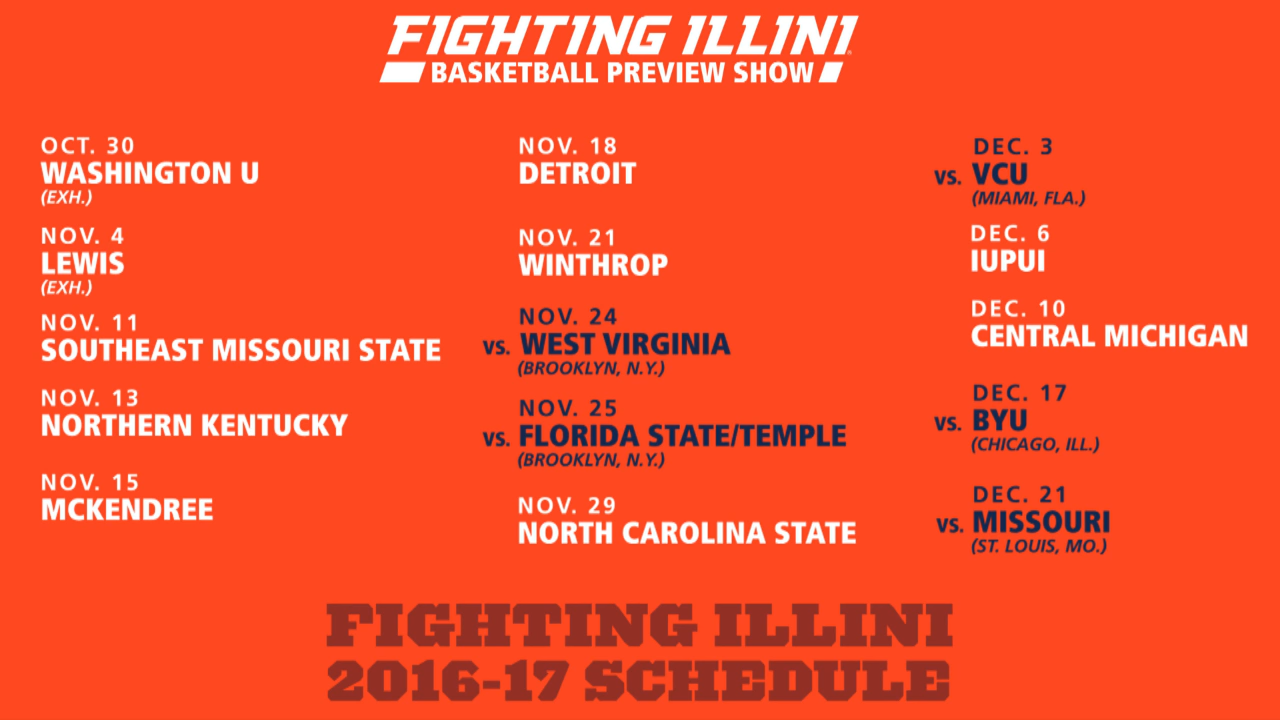 FIGHTING ILLINI
BASKETBALL PREVIEW SHOW
OCT. 30
WASHINGTON U
(EXH.)
NOV. 4
LEWIS
(EXH.)
NOV. 11
SOUTHEAST MISSOURI STATE
NOV. 13
NORTHERN KENTUCKY
NOV. 15
MCKENDREE
NOV. 18
DETROIT
NOV. 21
WINTHROP
NOV. 24
vs. WEST VIRGINIA
(BROOKLYN, N.Y.)
NOV. 25
vs. FLORIDA STATE/TEMPLE
(BROOKLYN, N.Y.)
NOV. 29
NORTH CAROLINA STATE
DEC. 3
vs. VCU
(MIAMI, FLA.)
DEC. 6
IUPUI
DEC. 10
CENTRAL MICHIGAN
DEC. 17
vs. BYU
(CHICAGO, ILL.)
DEC. 21
vs. MISSOURI
(ST. LOUIS, MO.)
FIGHTING ILLINI
2016-17 SCHEDULE